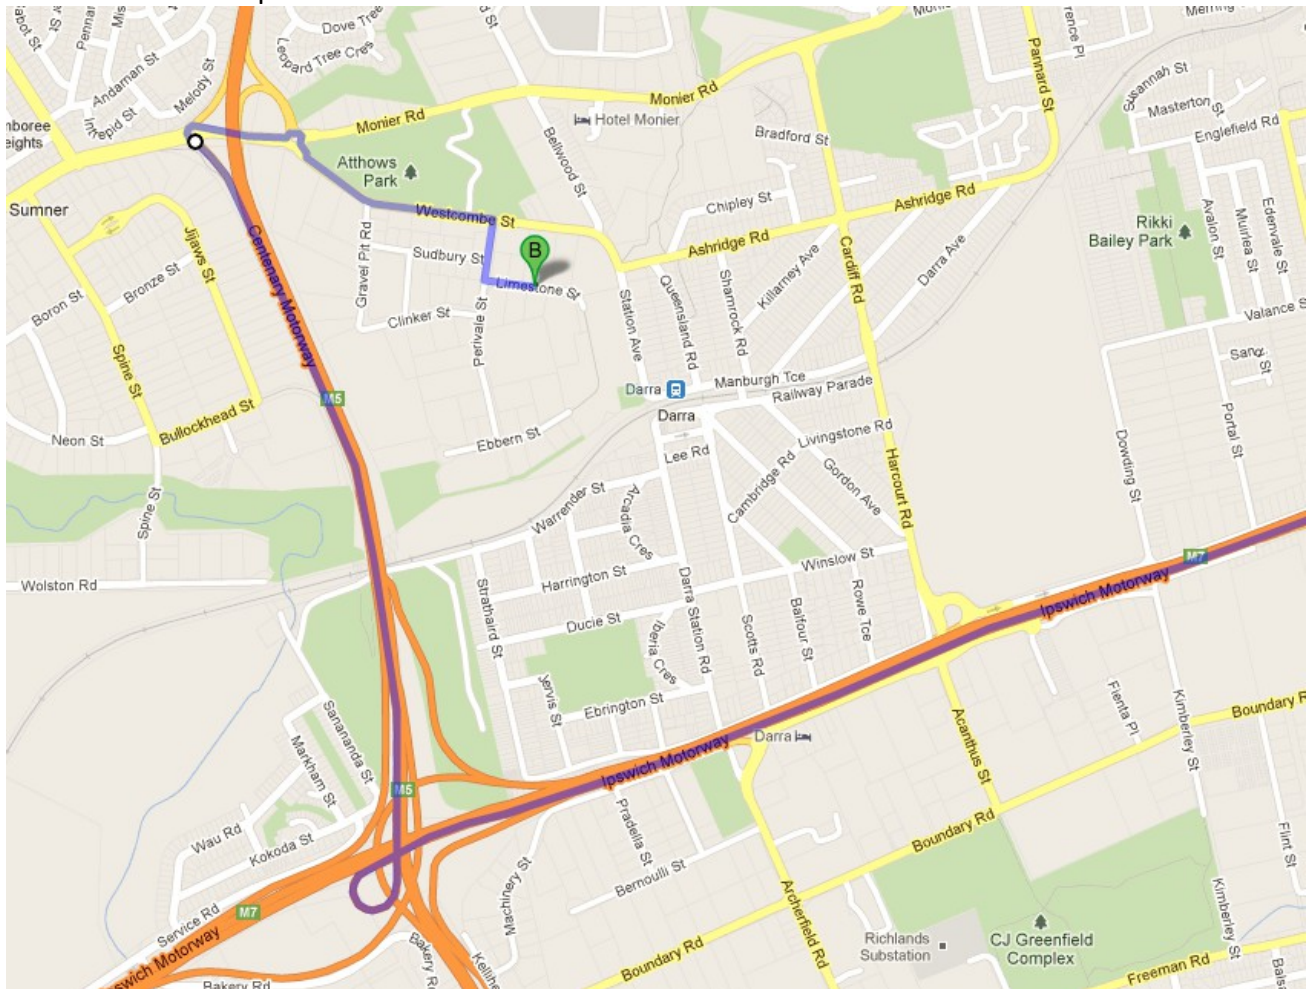 Dove Tree
Leopard Tree Cres
Andaman St
Melody St
Intrepid St
Monier Rd
Monier Rd
Hotel Monier
Bellwood St
Bradford St
Pannard St
Susannah St
Masterton St
Englefield Rd
Merring
Atthows
Park
Sumner
Westcombe St
Chipley St
Ashridge Rd
Ashridge Rd
Rikki
Bailey Park
Avalon St
Muirlea St
Edenvale St
Jijaws St
Centenary Motorway
Gravel Pit Rd
Sudbury St
B
Limestone St
Killarney Ave
Cardiff Rd
Darra Ave
Boron St
Bronze St
Clinker St
Perivale St
Station Ave
Queensland Rd
Shamrock Rd
Valance S
Spine St
M5
Darra
Manburgh Tce
Railway Parade
Darra
Neon St
Bullockhead St
Ebbern St
Lee Rd
Livingstone Rd
Cambridge Rd
Gordon Ave
Harcourt Rd
Dowding St
Portal St
Spine St
Warrender St
Arcadia Cres
Wolston Rd
Harrington St
Winslow St
M7
Ipswich Motorway
Strathaird St
Ducie St
Darra Station Rd
Scotts Rd
Balfour St
Rowe Tce
Iberia Cres
Jervis St
Ebrington St
Sanananda St
Markham St
Ipswich Motorway
Darra
Acanthus St
Fienta Pl
Kimberley St
Boundary R
M5
Wau Rd
Kokoda St
Pradella St
Bernoulli St
Boundary Rd
Flint St
Machinery St
Archerfield Rd
Service Rd
M7
swich Motorway
Bakery Rd
Bakery Rd
Boundary Rd
Richlands
Substation
CJ Greenfield
Complex
Kimberley St
Freeman Rd